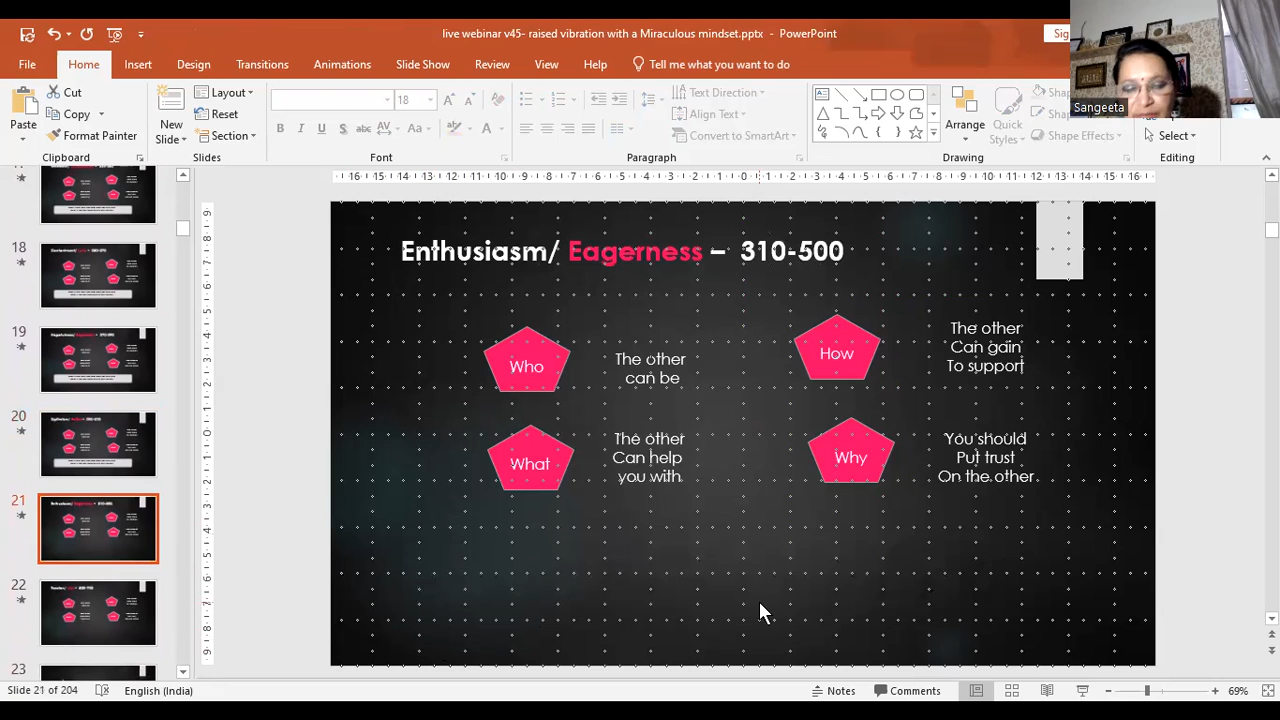 live webinar v45- raised vibration with a Miraculous mindset.pptx - PowerPoint
Sangeeta
File Home Insert Design Transitions Animations Slide Show Review View Help Tell me what you want to do
Paste
Cut
Copy
Format Painter
Clipboard
New Slide
Layout
Reset
Section
Slides
18
Font
Text Direction
Align Text
Convert to SmartArt
Paragraph
Arrange
Quick Styles
Shape Effects
Drawing
Select
Editing
18
19
20
21
22
23
Enthusiasm/ Eagerness – 310-500
Who
The other
can be
How
The other
Can gain
To support
What
The other
Can help
you with
Why
You should
Put trust
On the other
Slide 21 of 204 English (India) Notes Comments 69%